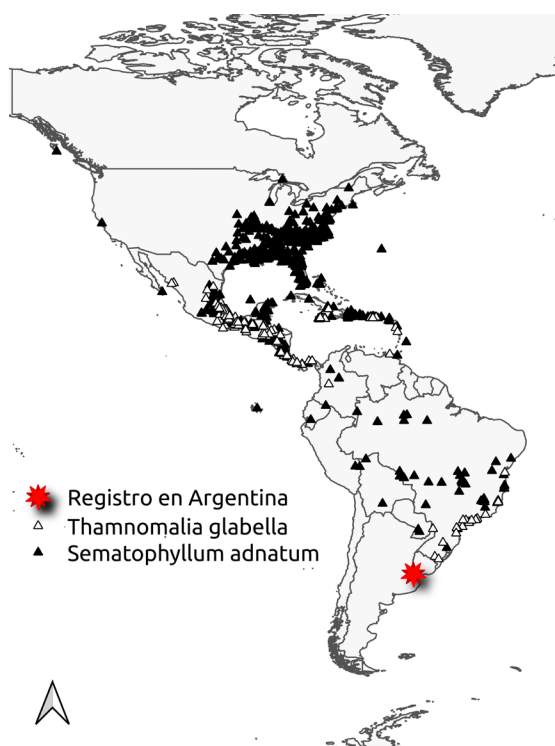 Registro en Argentina
Thamnomalia glabella
Sematophyllum adnatum